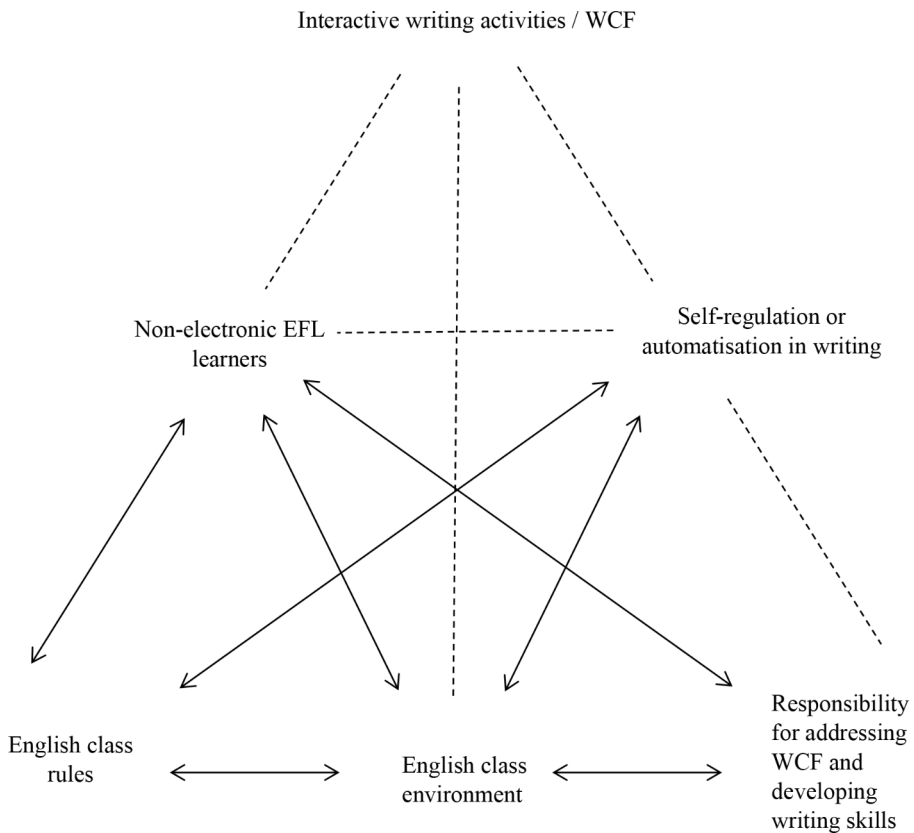 Interactive writing activities / WCF
Non-electronic EFL
learners
Self-regulation or
automatisation in writing
English class
rules
English class
environment
Responsibility
for addressing
WCF and
developing
writing skills